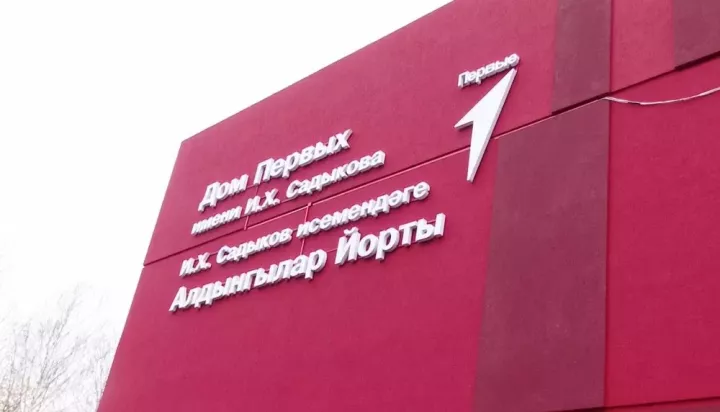 Первые
Дом Первых
имени И.Х. Садыкова
И.Х. Садыков исемендәге
Алдынгылар Йорты